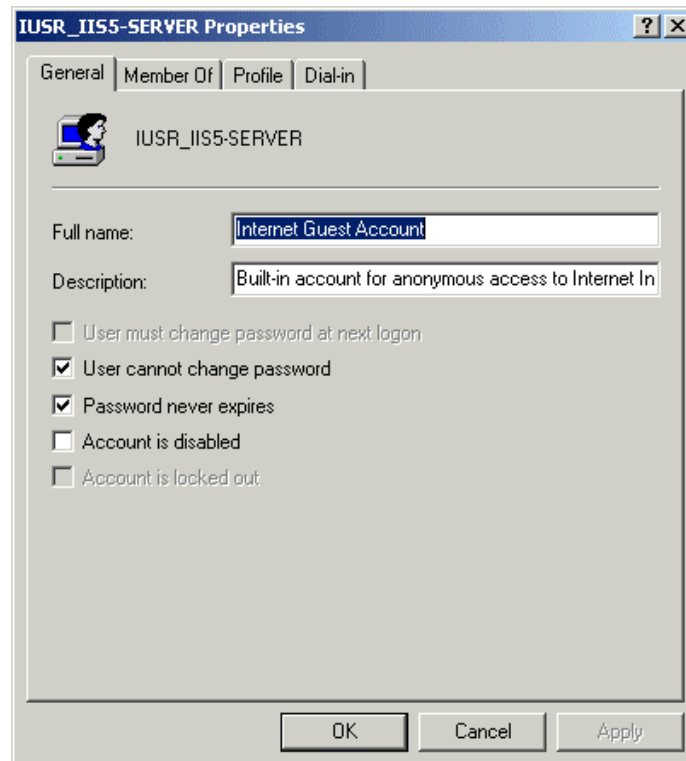 IUSR_IIS5-SERVER Properties
General Member Of Profile Dial-in
IUSR_IIS5-SERVER
Full name: Internet Guest Account
Description: Built-in account for anonymous access to Internet In
User must change password at next logon
User cannot change password
Password never expires
Account is disabled
Account is locked out
OK Cancel Apply